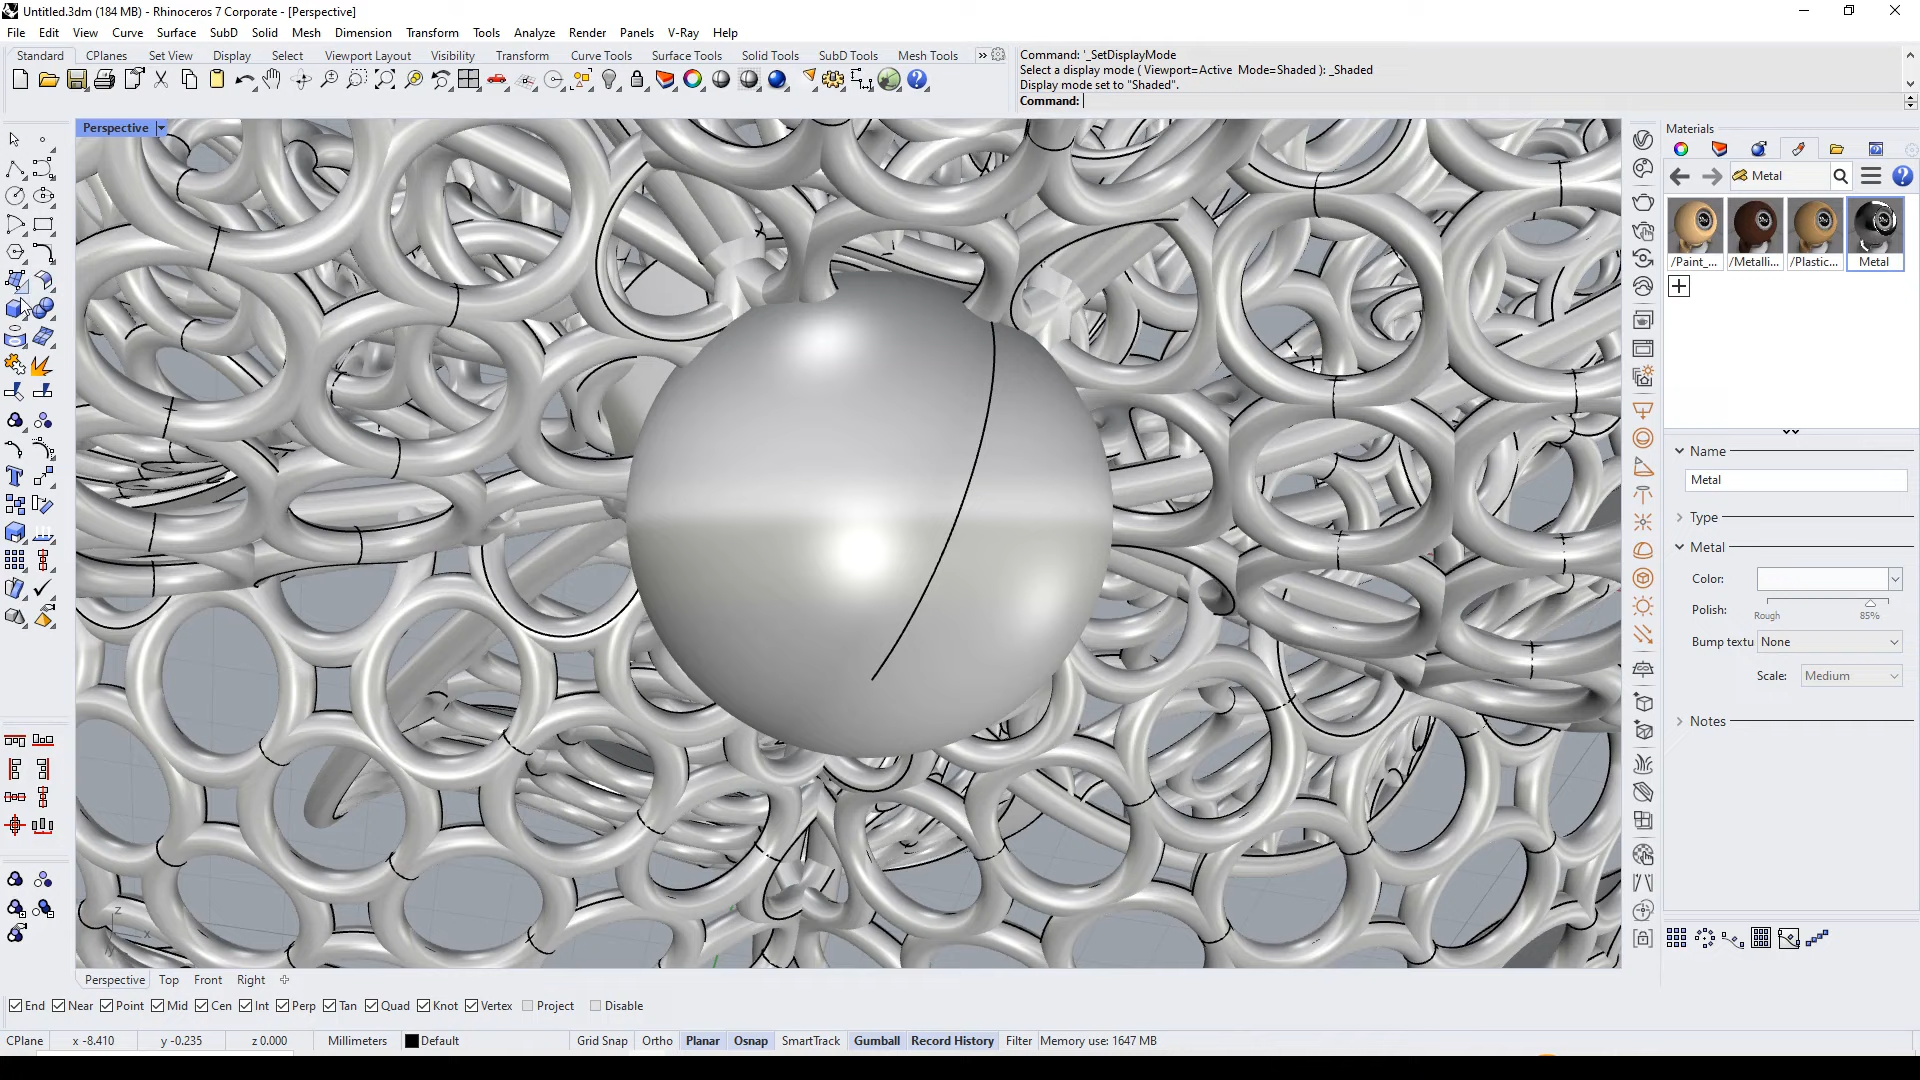 Untitled.3dm (184 MB) - Rhinoceros 7 Corporate - [Perspective]
File Edit View Curve Surface SubD Solid Mesh Dimension Transform Tools Analyze Render Panels V-Ray Help
Standard CPlanes Set View Display Select Viewport Layout Visibility Transform Curve Tools Surface Tools Solid Tools SubD Tools Mesh Tools »
Command: '_SetDisplayMode
Select a display mode ( Viewport=Active Mode=Shaded ): _Shaded
Display mode set to "Shaded".
Command:
Perspective
Materials
Metal
/Paint_... /Metalli... /Plastic... Metal
Name
Metal
Type
Metal
Color:
Polish:
Rough 85%
Bump textu None
Scale: Medium
Notes
z
x
Perspective Top Front Right
End Near Point Mid Cen Int Perp Tan Quad Knot Vertex Project Disable
CPlane x -8.410 y -0.235 z 0.000 Millimeters Default Grid Snap Ortho Planar Osnap SmartTrack Gumball Record History Filter Memory use: 1647 MB